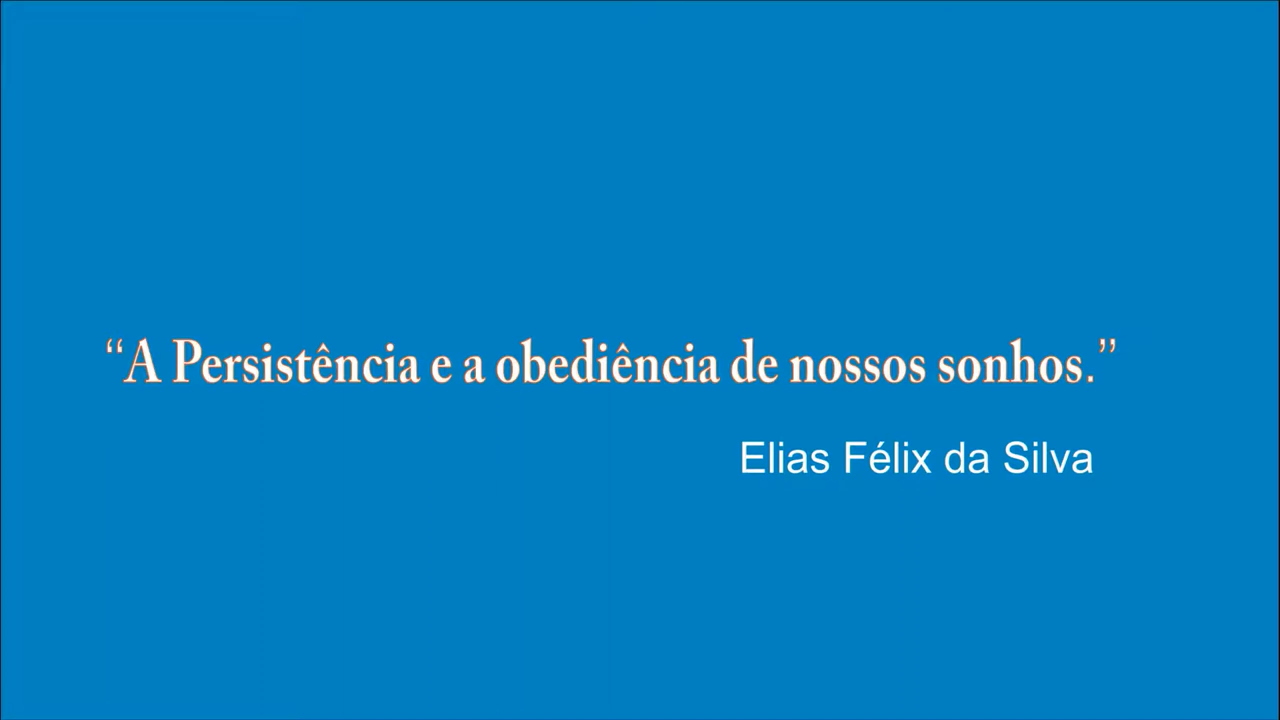 “A Persistência e a obediência de nossos sonhos.”
Elias Félix da Silva